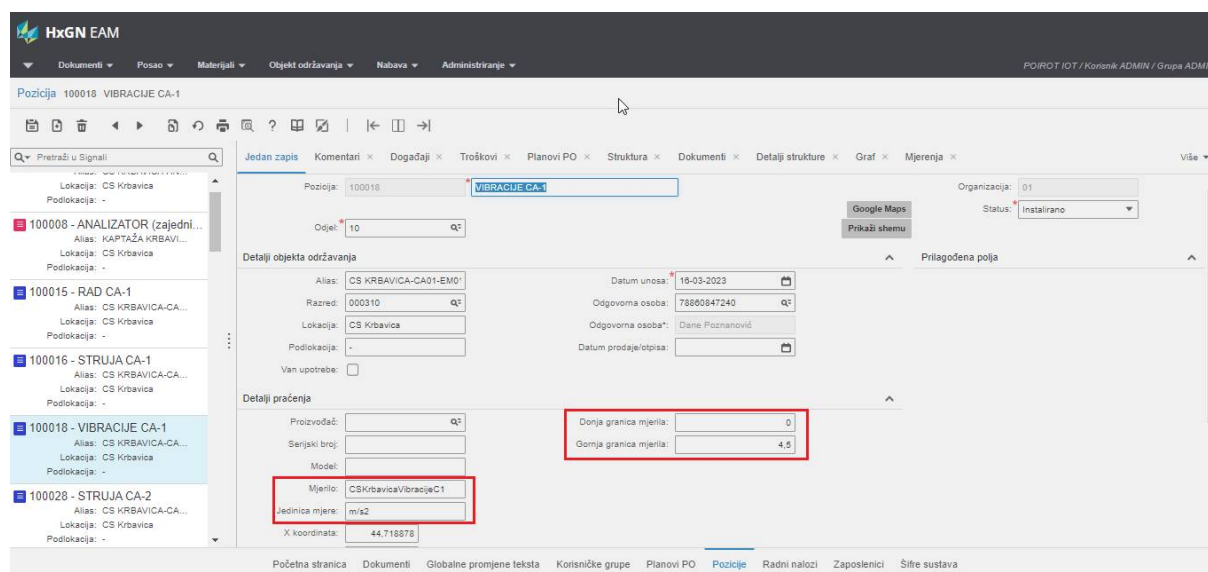 HxGN EAM
Dokumenti Posao Materijali Objekt održavanja Nabava Administriranje POIROT IOT / Korisnik ADMIN / Grupa ADMI
Pozicija 100018 VIBRACIJE CA-1
Pretraži u Signali
Jedan zapis Komentari × Događaji × Troškovi × Planovi PO × Struktura × Dokumenti × Detalji strukture × Graf × Mjerenja × Više
Lokacija: CS Krbavica
Podlokacija: -
100008 - ANALIZATOR (zajedni...
Alias: KAPTAŽA KRBAVI...
Lokacija: CS Krbavica
Podlokacija: -
100015 - RAD CA-1
Alias: CS KRBAVICA-CA...
Lokacija: CS Krbavica
Podlokacija: -
100016 - STRUJA CA-1
Alias: CS KRBAVICA-CA...
Lokacija: CS Krbavica
Podlokacija: -
100018 - VIBRACIJE CA-1
Alias: CS KRBAVICA-CA...
Lokacija: CS Krbavica
Podlokacija: -
100028 - STRUJA CA-2
Alias: CS KRBAVICA-CA...
Lokacija: CS Krbavica
Podlokacija: -
Pozicija: 100018 * VIBRACIJE CA-1 Organizacija: 01
Google Maps Status: * Instalirano
Odjel: * 10 Prikaži shemu
Detalji objekta održavanja Prilagođena polja
Alias: CS KRBAVICA-CA01-EM01 Datum unosa: * 16-03-2023
Razred: 000310 Odgovorna osoba: 78860847240
Lokacija: CS Krbavica Odgovorna osoba*: Dane Poznanović
Podlokacija: - Datum prodaje/otpisa:
Van upotrebe:
Detalji praćenja
Proizvođač: Donja granica mjerila: 0
Serijski broj: Gornja granica mjerila: 4,5
Model:
Mjerilo: CSKrbavicaVibracijeC1
Jedinica mjere: m/s2
X koordinata: 44,718878
Početna stranica Dokumenti Globalne promjene teksta Korisničke grupe Planovi PO Pozicije Radni nalozi Zaposlenici Šifre sustava